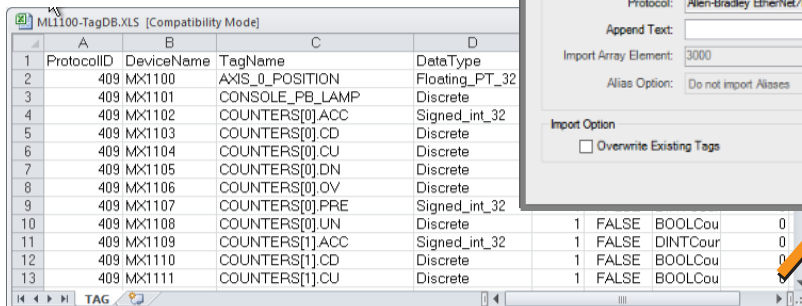 ML1100-TagDB.XLS [Compatibility Mode]
A B C D
1 ProtocolID DeviceName TagName DataType
2 409 MX1100 AXIS_0_POSITION Floating_PT_32
3 409 MX1101 CONSOLE_PB_LAMP Discrete
4 409 MX1102 COUNTERS[0].ACC Signed_int_32
5 409 MX1103 COUNTERS[0].CD Discrete
6 409 MX1104 COUNTERS[0].CU Discrete
7 409 MX1105 COUNTERS[0].DN Discrete
8 409 MX1106 COUNTERS[0].OV Discrete
9 409 MX1107 COUNTERS[0].PRE Signed_int_32
10 409 MX1108 COUNTERS[0].UN Discrete 1 FALSE BOOLCou 0
11 409 MX1109 COUNTERS[1].ACC Signed_int_32 1 FALSE DINTCour 0
12 409 MX1110 COUNTERS[1].CD Discrete 1 FALSE BOOLCou 0
13 409 MX1111 COUNTERS[1].CU Discrete 1 FALSE BOOLCou 0
TAG
Protocol: Allen-Bradley EtherNet/
Append Text:
Import Array Element: 3000
Alias Option: Do not import Aliases
Import Option
Overwrite Existing Tags